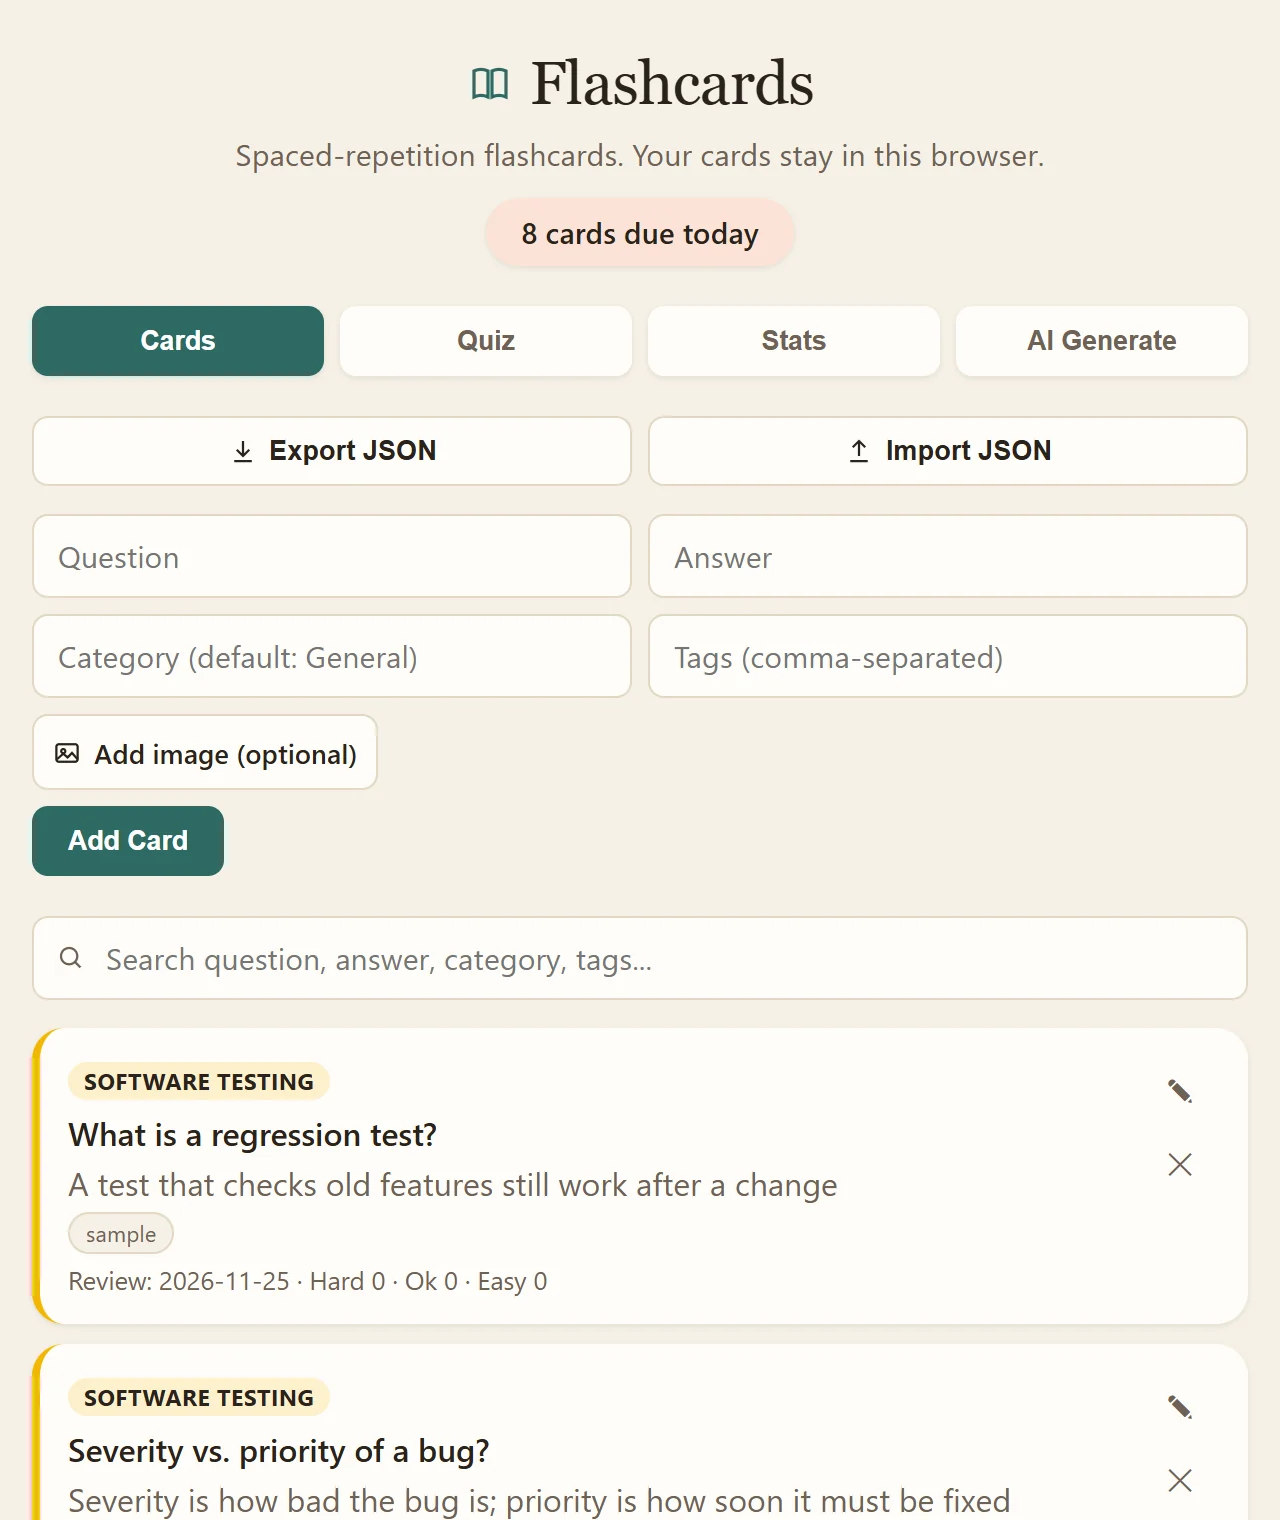 Flashcards
Spaced-repetition flashcards. Your cards stay in this browser.
8 cards due today
Cards
Quiz
Stats
AI Generate
Export JSON
Import JSON
Question
Answer
Category (default: General)
Tags (comma-separated)
Add image (optional)
Add Card
Search question, answer, category, tags...
SOFTWARE TESTING
What is a regression test?
A test that checks old features still work after a change
sample
Review: 2026-11-25 · Hard 0 · Ok 0 · Easy 0
SOFTWARE TESTING
Severity vs. priority of a bug?
Severity is how bad the bug is; priority is how soon it must be fixed